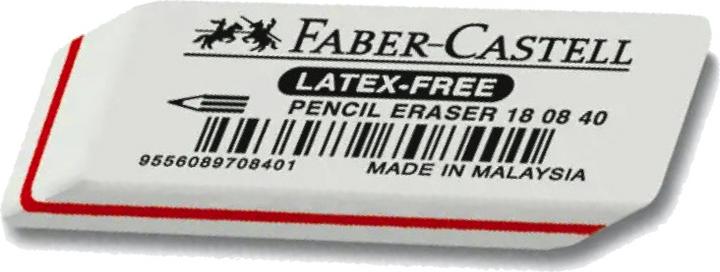 FABER-CASTELL
LATEX-FREE
PENCIL ERASER 18 08 40
9556089708401 MADE IN MALAYSIA